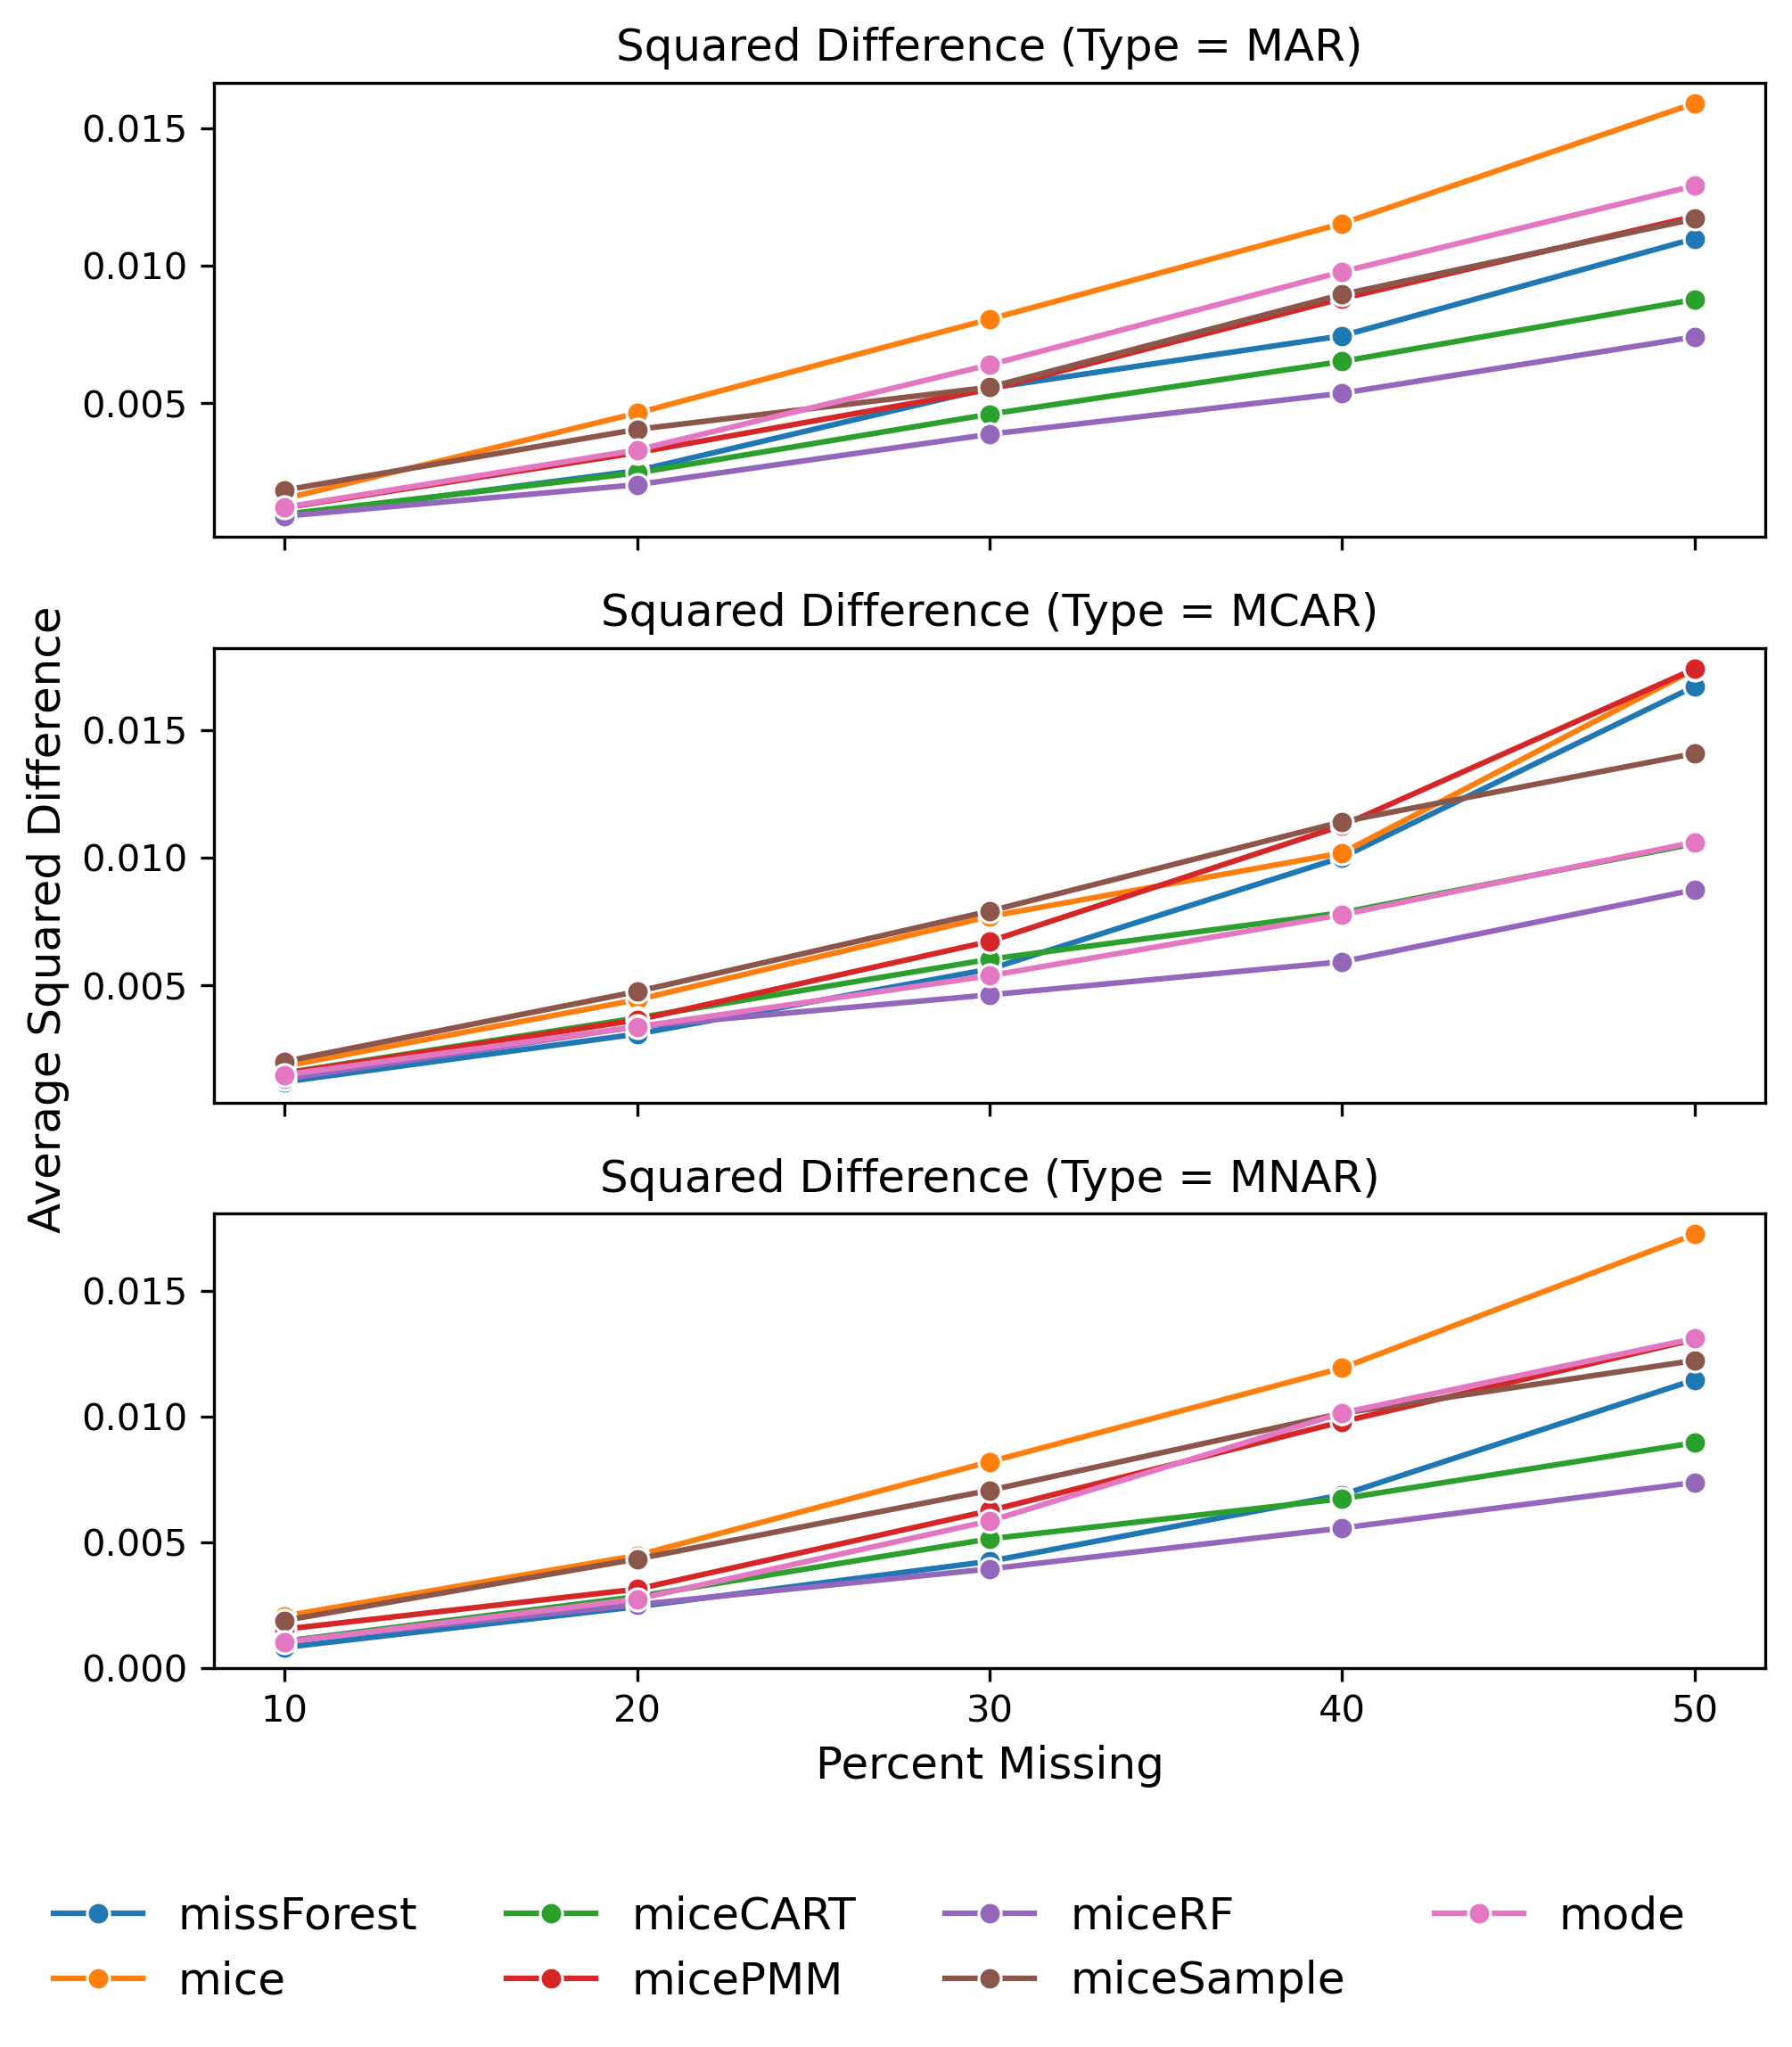 Squared Difference (Type = MAR)
0.015
0.010
0.005
Squared Difference (Type = MCAR)
0.015
0.010
0.005
Average Squared Difference
Squared Difference (Type = MNAR)
0.015
0.010
0.005
0.000
10 20 30 40 50
Percent Missing
missForest miceCART miceRF mode
mice micePMM miceSample